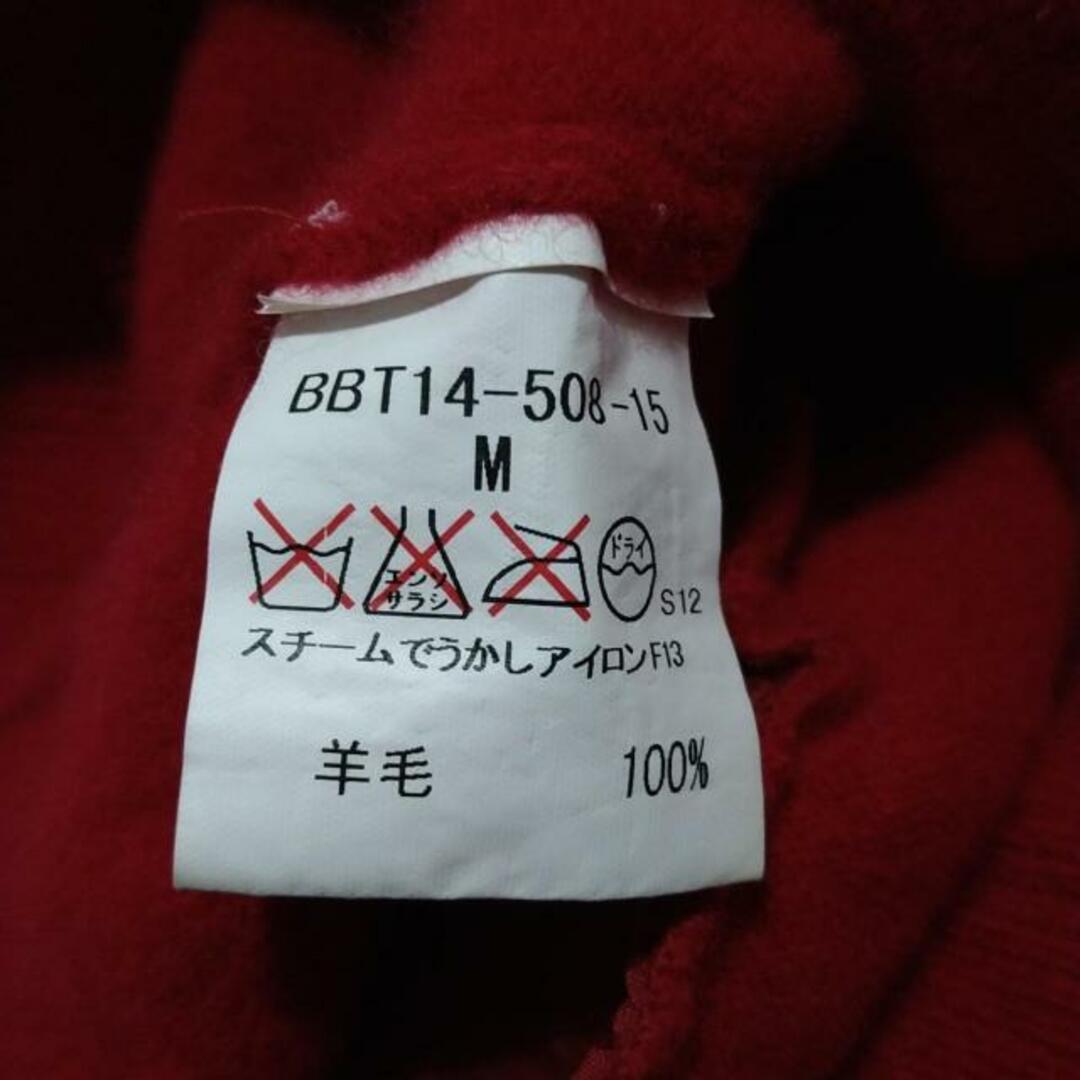 BBT14-508-15
M
エンソ
サラシ
ドライ
S12
スチームでうかしアイロンF13
羊毛 100%